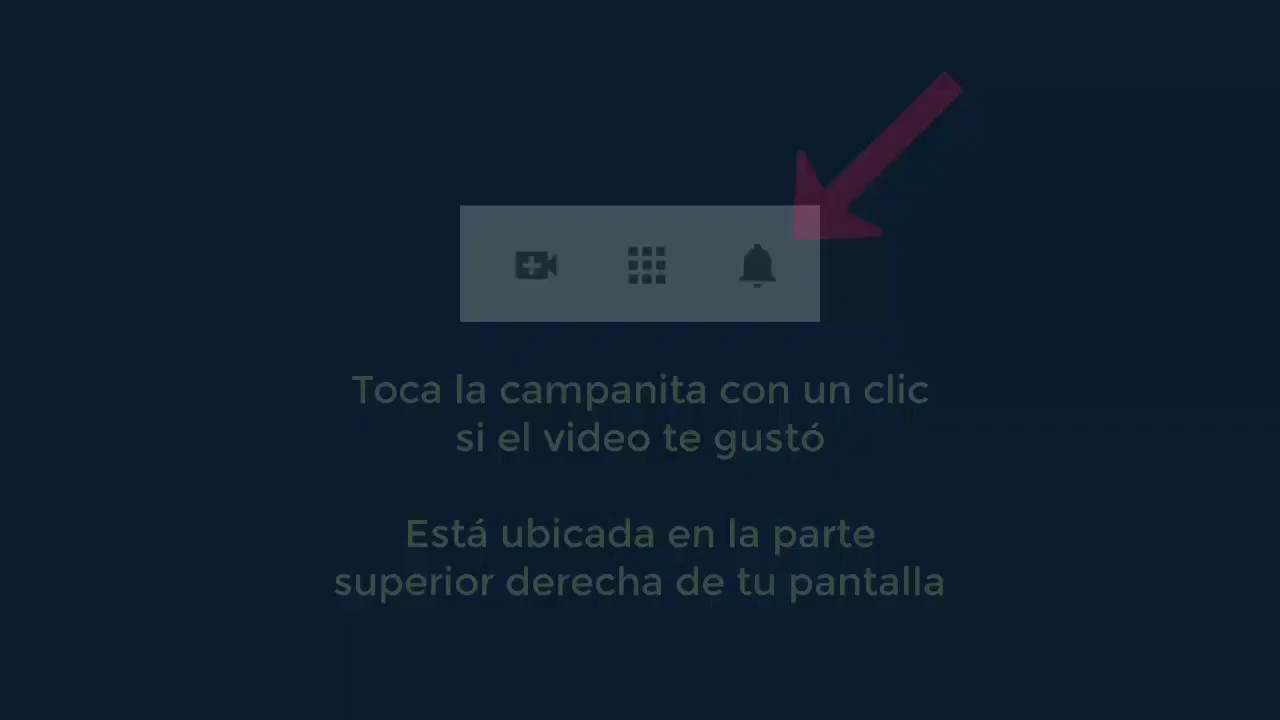 Toca la campanita con un clic
si el video te gustó
Está ubicada en la parte
superior derecha de tu pantalla